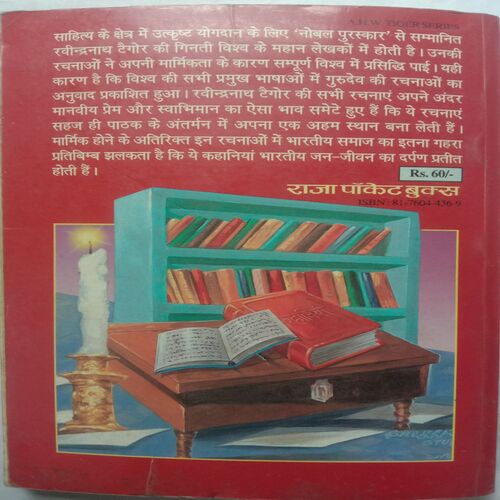 A.H.W. TIGER SERIES
साहित्य के क्षेत्र में उत्कृष्ट योगदान के लिए ‘नोबल पुरस्कार’ से सम्मानित
रवीन्द्रनाथ टैगोर की गिनती विश्व के महान लेखकों में होती है। उनकी
रचनाओं ने अपनी मार्मिकता के कारण सम्पूर्ण विश्व में प्रसिद्धि पाई। यही
कारण है कि विश्व की सभी प्रमुख भाषाओं में गुरुदेव की रचनाओं का
अनुवाद प्रकाशित हुआ। रवीन्द्रनाथ टैगोर की सभी रचनाएं अपने अंदर
मानवीय प्रेम और स्वाभिमान का ऐसा भाव समेटे हुए हैं कि ये रचनाएं
सहज ही पाठक के अंतर्मन में अपना एक अहम स्थान बना लेती हैं।
मार्मिक होने के अतिरिक्त इन रचनाओं में भारतीय समाज का इतना गहरा
प्रतिबिम्ब झलकता है कि ये कहानियां भारतीय जन-जीवन का दर्पण प्रतीत
होती हैं।
Rs. 60/-
राजा पॉकेट बुक्स
ISBN : 81-7604-436-9